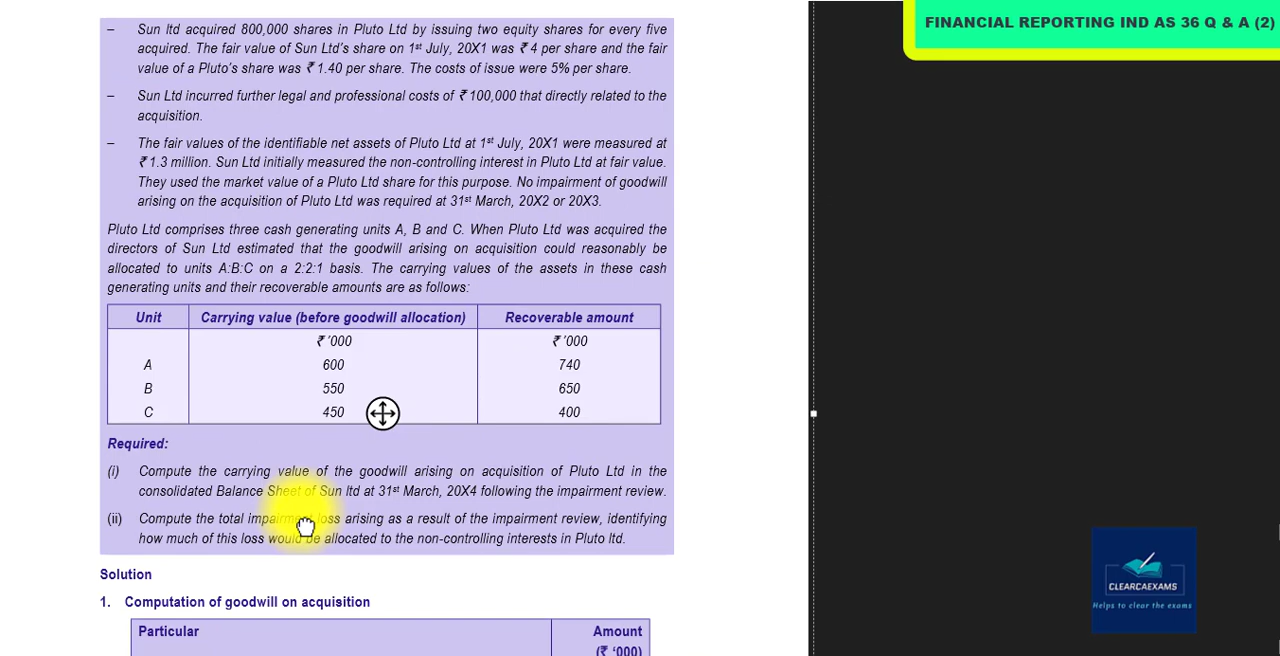 – Sun ltd acquired 800,000 shares in Pluto Ltd by issuing two equity shares for every five
acquired. The fair value of Sun Ltd's share on 1st July, 20X1 was ₹ 4 per share and the fair
value of a Pluto's share was ₹ 1.40 per share. The costs of issue were 5% per share.
– Sun Ltd incurred further legal and professional costs of ₹ 100,000 that directly related to the
acquisition.
– The fair values of the identifiable net assets of Pluto Ltd at 1st July, 20X1 were measured at
₹ 1.3 million. Sun Ltd initially measured the non-controlling interest in Pluto Ltd at fair value.
They used the market value of a Pluto Ltd share for this purpose. No impairment of goodwill
arising on the acquisition of Pluto Ltd was required at 31st March, 20X2 or 20X3.
Pluto Ltd comprises three cash generating units A, B and C. When Pluto Ltd was acquired the
directors of Sun Ltd estimated that the goodwill arising on acquisition could reasonably be
allocated to units A:B:C on a 2:2:1 basis. The carrying values of the assets in these cash
generating units and their recoverable amounts are as follows:
Unit Carrying value (before goodwill allocation) Recoverable amount
₹ '000 ₹ '000
A 600 740
B 550 650
C 450 400
Required:
(i) Compute the carrying value of the goodwill arising on acquisition of Pluto Ltd in the
consolidated Balance Sheet of Sun ltd at 31st March, 20X4 following the impairment review.
(ii) Compute the total impairment loss arising as a result of the impairment review, identifying
how much of this loss would be allocated to the non-controlling interests in Pluto ltd.
Solution
1. Computation of goodwill on acquisition
Particular Amount
(₹ '000)
FINANCIAL REPORTING IND AS 36 Q & A (2)
CLEARCAEXAMS
Helps to clear the exams